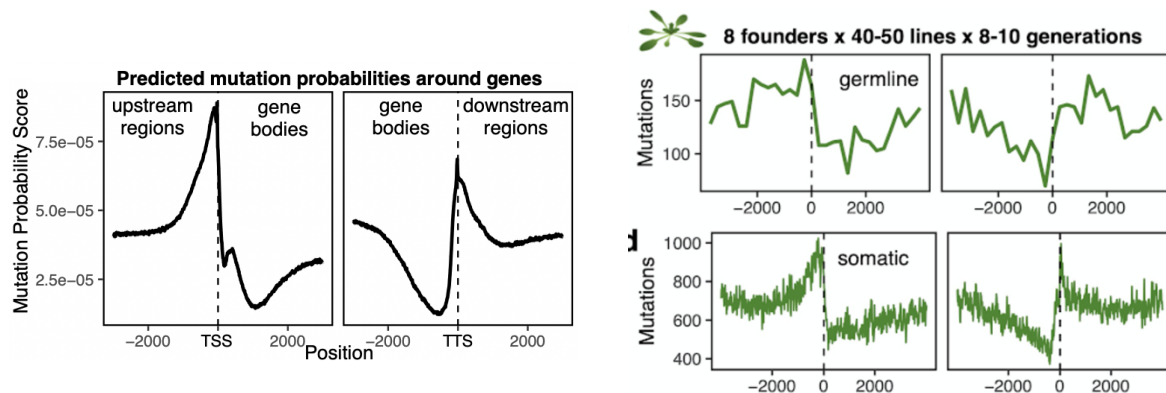 Predicted mutation probabilities around genes
Mutation Probability Score
7.5e−05
5.0e−05
2.5e−05
upstream
regions
gene
bodies
gene
bodies
downstream
regions
−2000 TSS 2000 −2000 TTS 2000
Position
8 founders x 40-50 lines x 8-10 generations
Mutations
150
100
germline
−2000 0 2000 −2000 0 2000
Mutations
1000
800
600
400
somatic
−2000 0 2000 −2000 0 2000